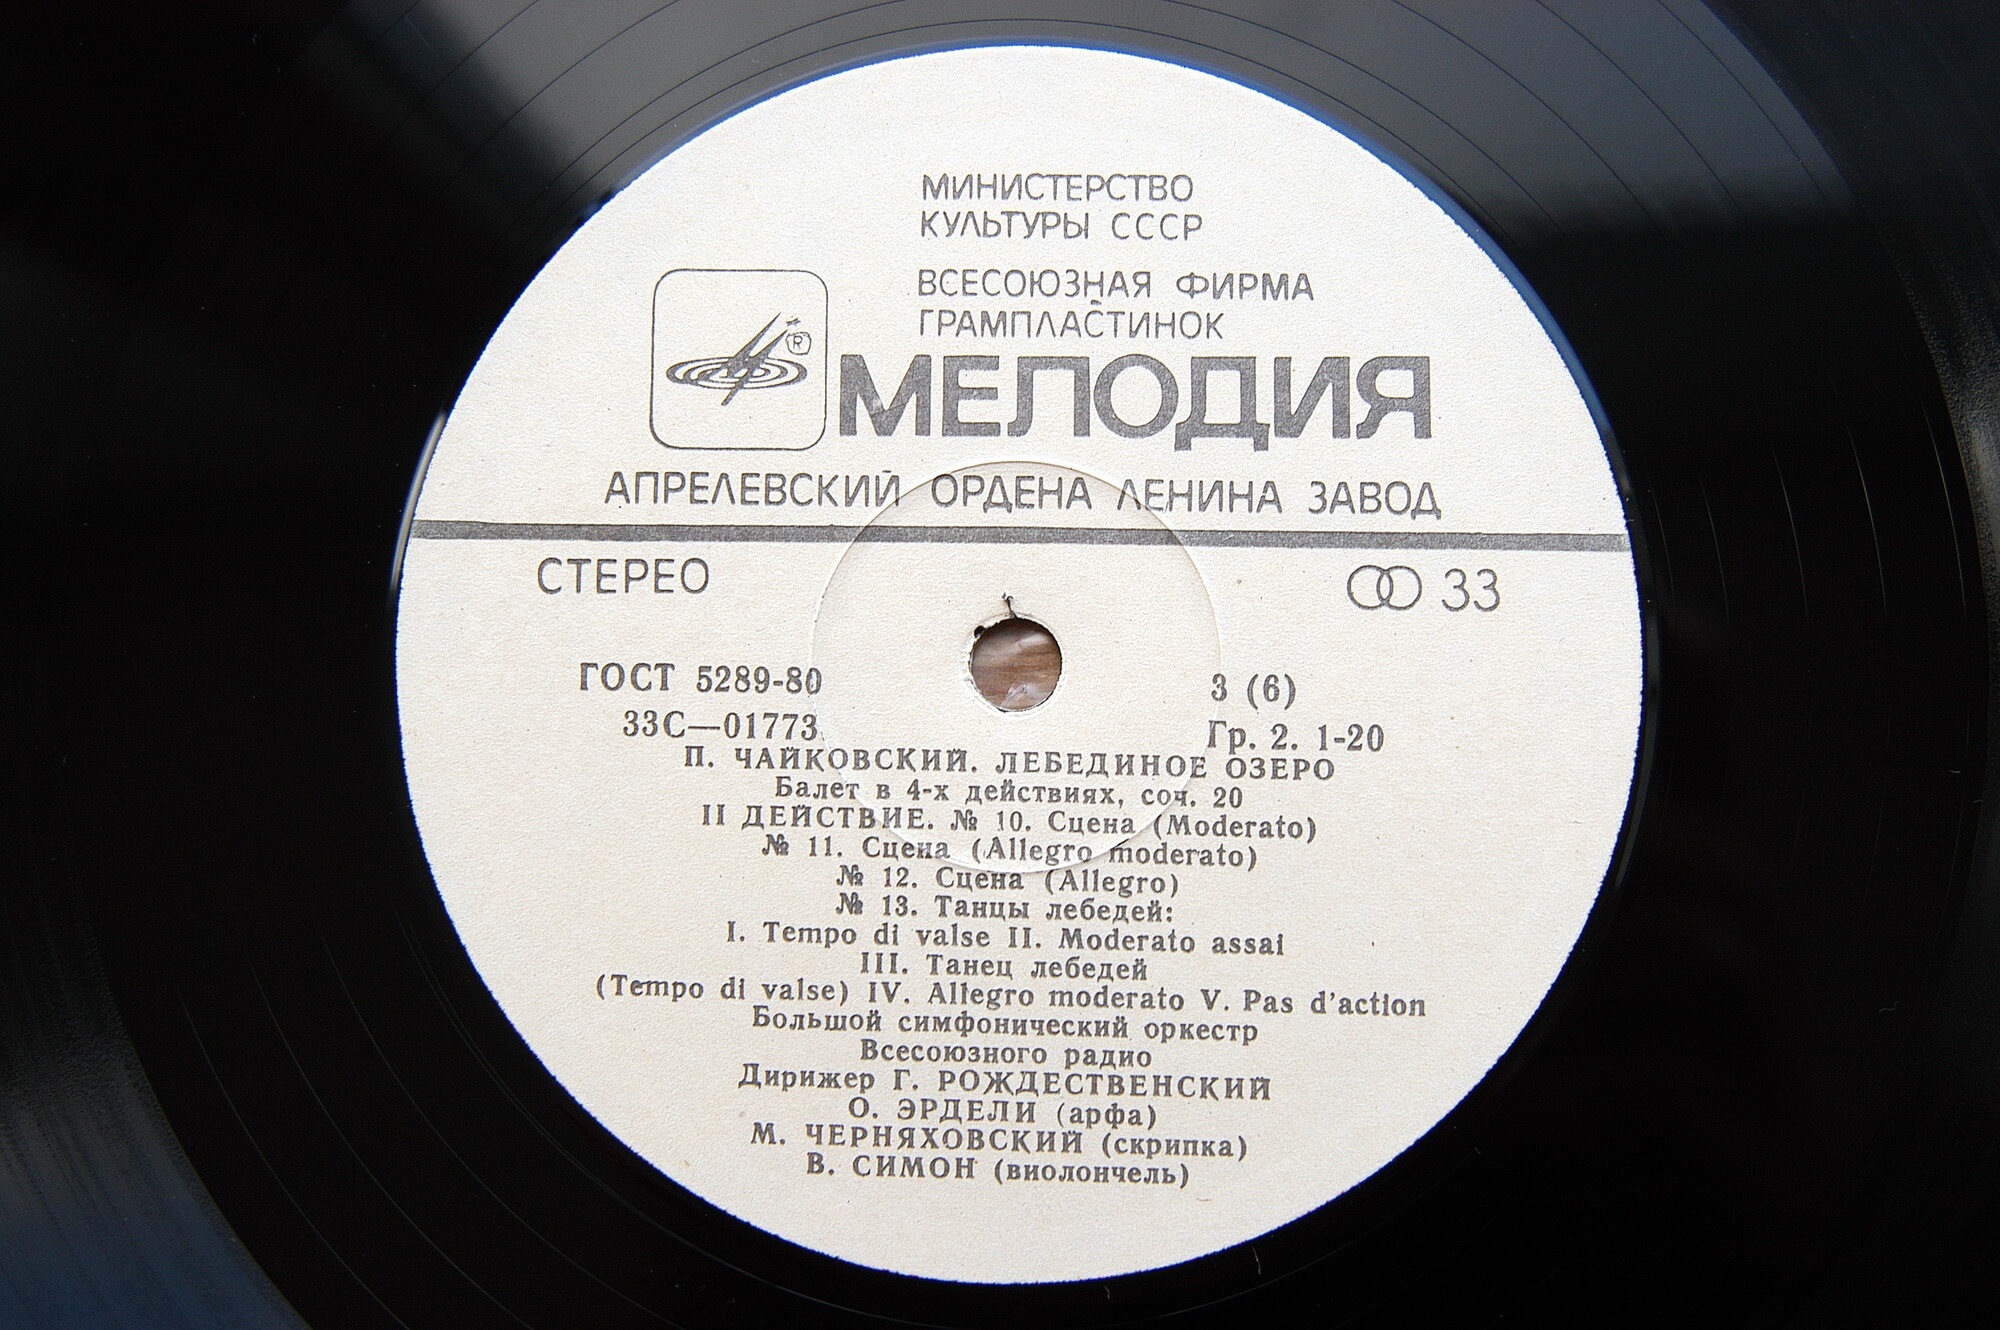 МИНИСТЕРСТВО
КУЛЬТУРЫ СССР
ВСЕСОЮЗНАЯ ФИРМА
ГРАМПЛАСТИНОК
®
МЕЛОДИЯ
АПРЕЛЕВСКИЙ ОРДЕНА ЛЕНИНА ЗАВОД
СТЕРЕО 33
ГОСТ 5289-80 3 (6)
33С—01773 Гр. 2. 1-20
П. ЧАЙКОВСКИЙ. ЛЕБЕДИНОЕ ОЗЕРО
Балет в 4-х действиях, соч. 20
II ДЕЙСТВИЕ. № 10. Сцена (Moderato)
№ 11. Сцена (Allegro moderato)
№ 12. Сцена (Allegro)
№ 13. Танцы лебедей:
I. Tempo di valse II. Moderato assai
III. Танец лебедей
(Tempo di valse) IV. Allegro moderato V. Pas d'action
Большой симфонический оркестр
Всесоюзного радио
Дирижер Г. РОЖДЕСТВЕНСКИЙ
О. ЭРДЕЛИ (арфа)
М. ЧЕРНЯХОВСКИЙ (скрипка)
В. СИМОН (виолончель)